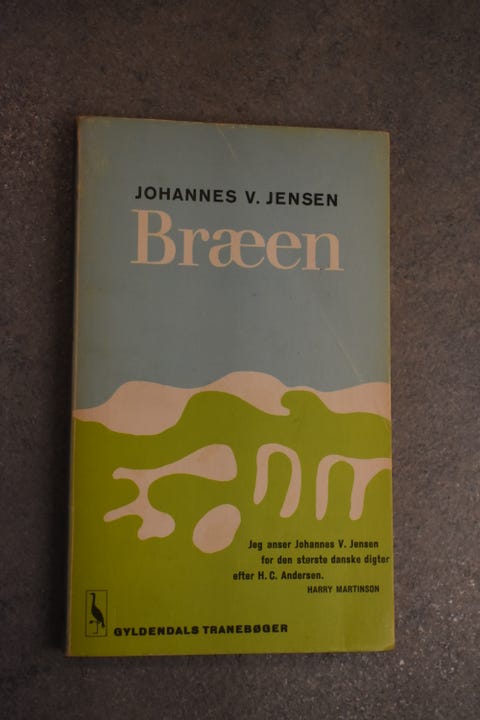 JOHANNES V. JENSEN
Bræen
Jeg anser Johannes V. Jensen
for den største danske digter
efter H. C. Andersen.
HARRY MARTINSON
GYLDENDALS TRANEBØGER